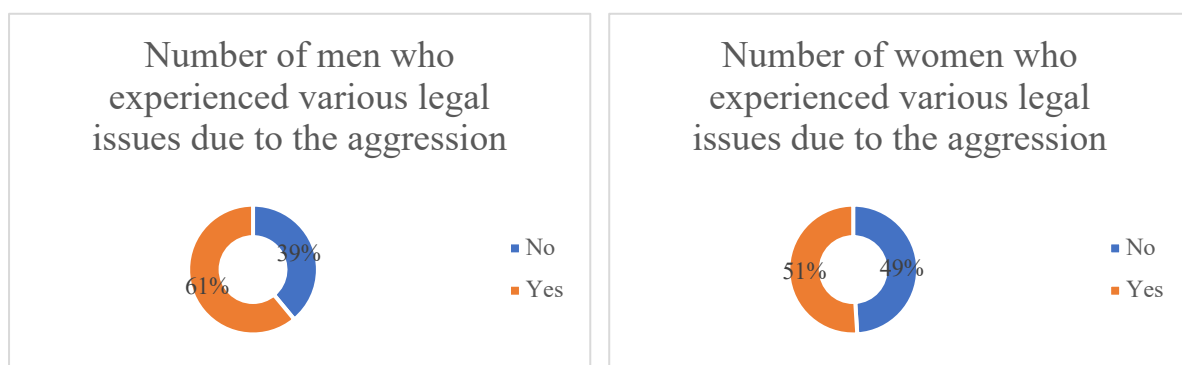 Number of men who
experienced various legal
issues due to the aggression
39%
61%
No
Yes
Number of women who
experienced various legal
issues due to the aggression
51%
49%
No
Yes